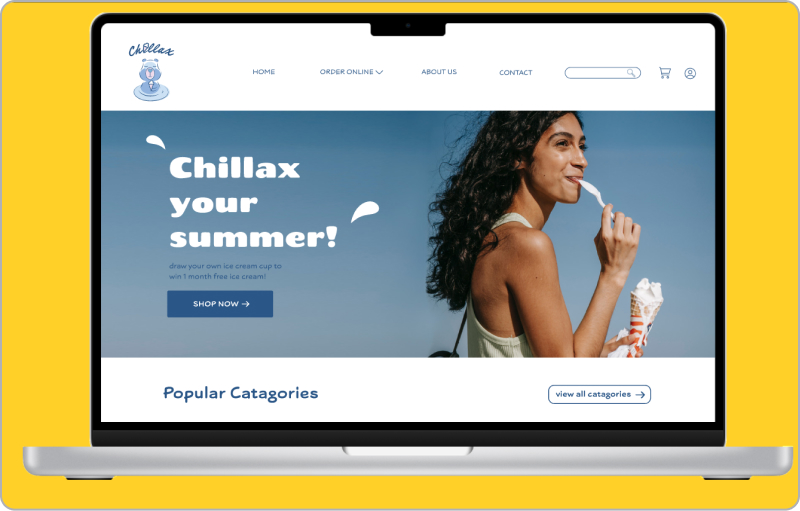 Chillax
HOME
ORDER ONLINE
ABOUT US
CONTACT
Chillax
your
summer!
draw your own ice cream cup to
win 1 month free ice cream!
SHOP NOW →
Popular Catagories
view all catagories →